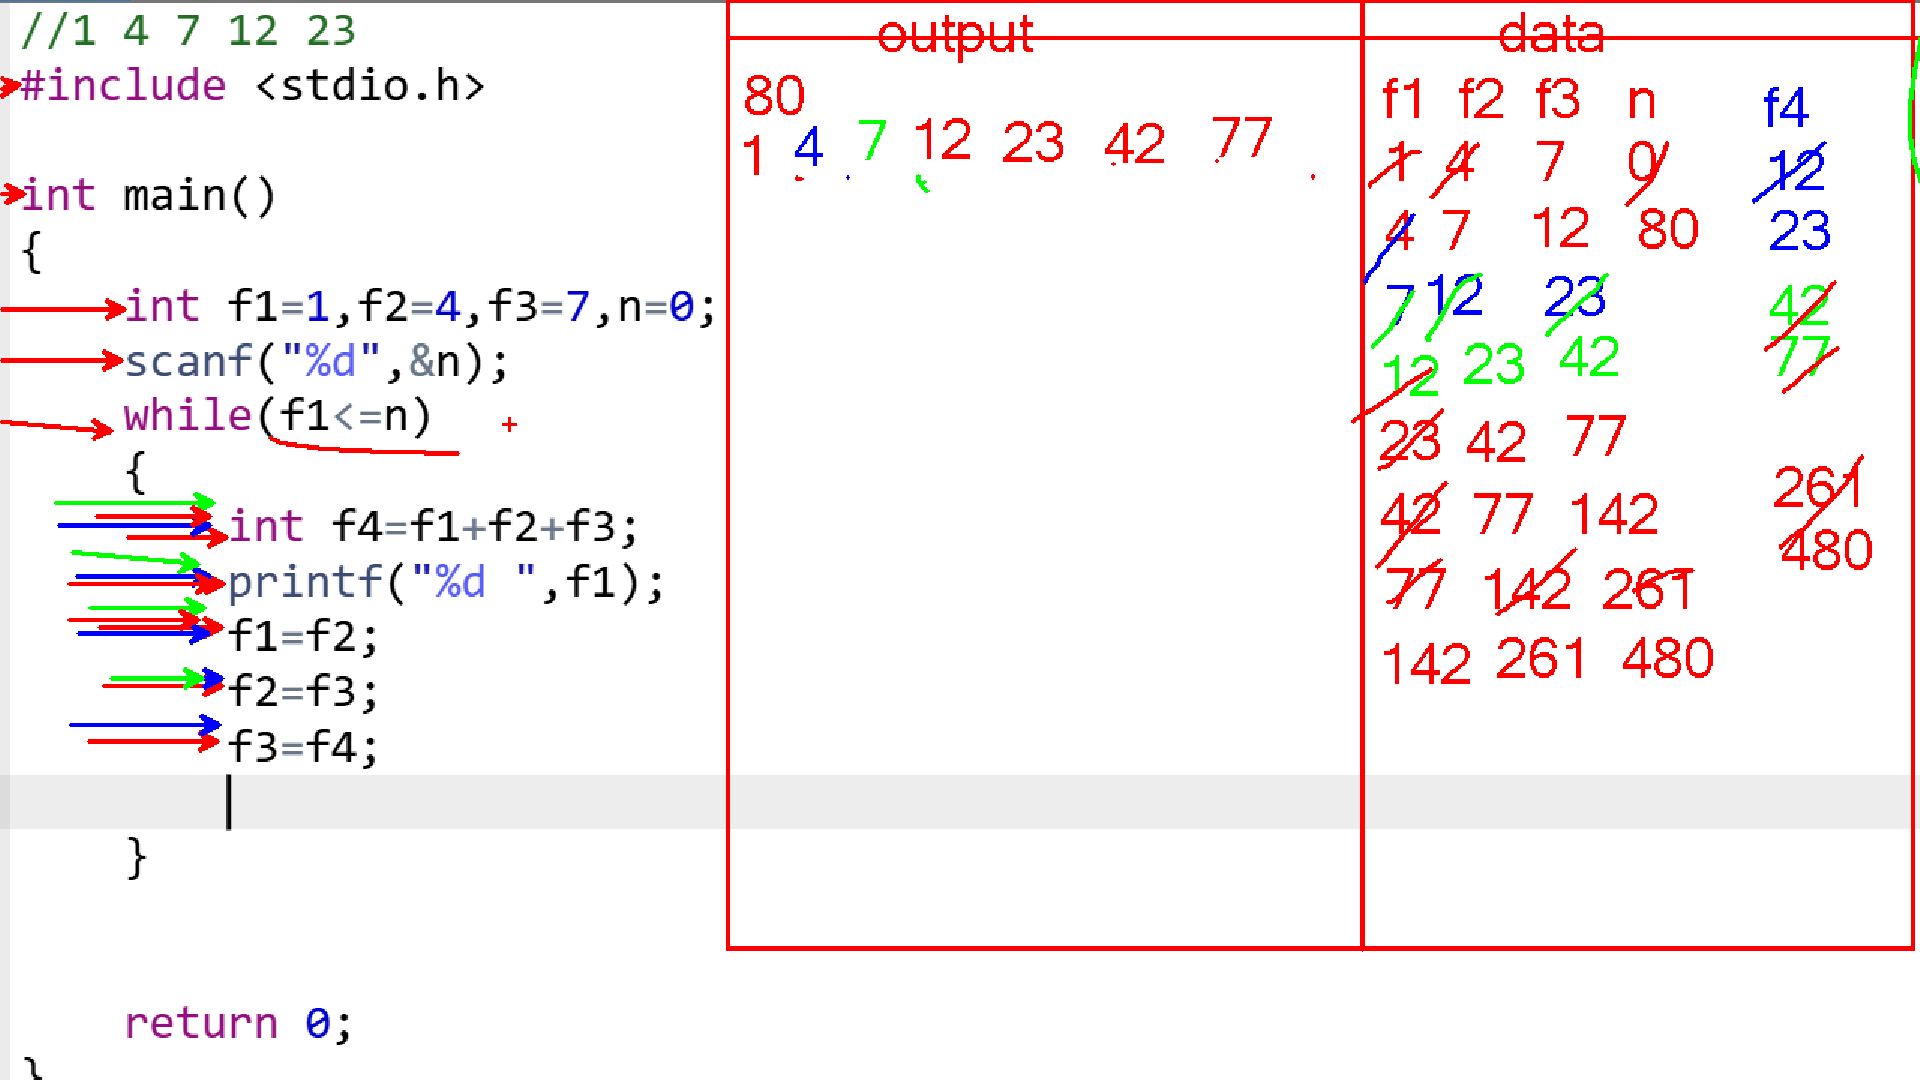 //1 4 7 12 23
#include <stdio.h>
int main()
{
int f1=1,f2=4,f3=7,n=0;
scanf("%d",&n);
while(f1<=n)
{
int f4=f1+f2+f3;
printf("%d ",f1);
f1=f2;
f2=f3;
f3=f4;
}
return 0;
}
output
80
1 4 7 12 23 42 77
data
f1 f2 f3 n f4
1 4 7 0 12
4 7 12 80 23
7 12 23 42
12 23 42 77
23 42 77
42 77 142 261
77 142 261 480
142 261 480